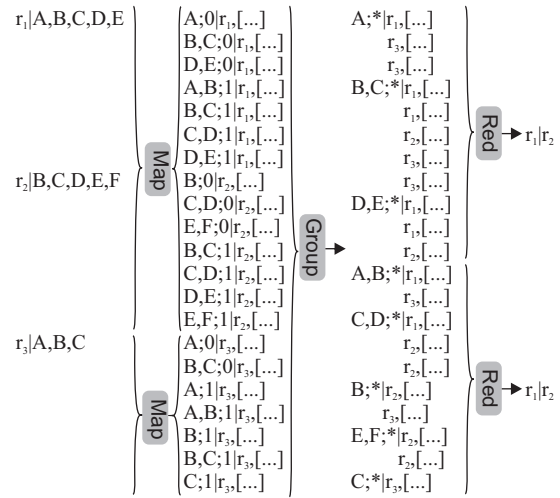 r₁|A,B,C,D,E
r₂|B,C,D,E,F
r₃|A,B,C
Map
Map
A;0|r₁,[...]
B,C;0|r₁,[...]
D,E;0|r₁,[...]
A,B;1|r₁,[...]
B,C;1|r₁,[...]
C,D;1|r₁,[...]
D,E;1|r₁,[...]
B;0|r₂,[...]
C,D;0|r₂,[...]
E,F;0|r₂,[...]
B,C;1|r₂,[...]
C,D;1|r₂,[...]
D,E;1|r₂,[...]
E,F;1|r₂,[...]
A;0|r₃,[...]
B,C;0|r₃,[...]
A;1|r₃,[...]
A,B;1|r₃,[...]
B;1|r₃,[...]
B,C;1|r₃,[...]
C;1|r₃,[...]
Group
A;*|r₁,[...]
r₃,[...]
r₃,[...]
B,C;*|r₁,[...]
r₁,[...]
r₂,[...]
r₃,[...]
r₃,[...]
D,E;*|r₁,[...]
r₁,[...]
r₂,[...]
A,B;*|r₁,[...]
r₃,[...]
C,D;*|r₁,[...]
r₂,[...]
r₂,[...]
B;*|r₂,[...]
r₃,[...]
E,F;*|r₂,[...]
r₂,[...]
C;*|r₃,[...]
Red
r₁|r₂
Red
r₁|r₂